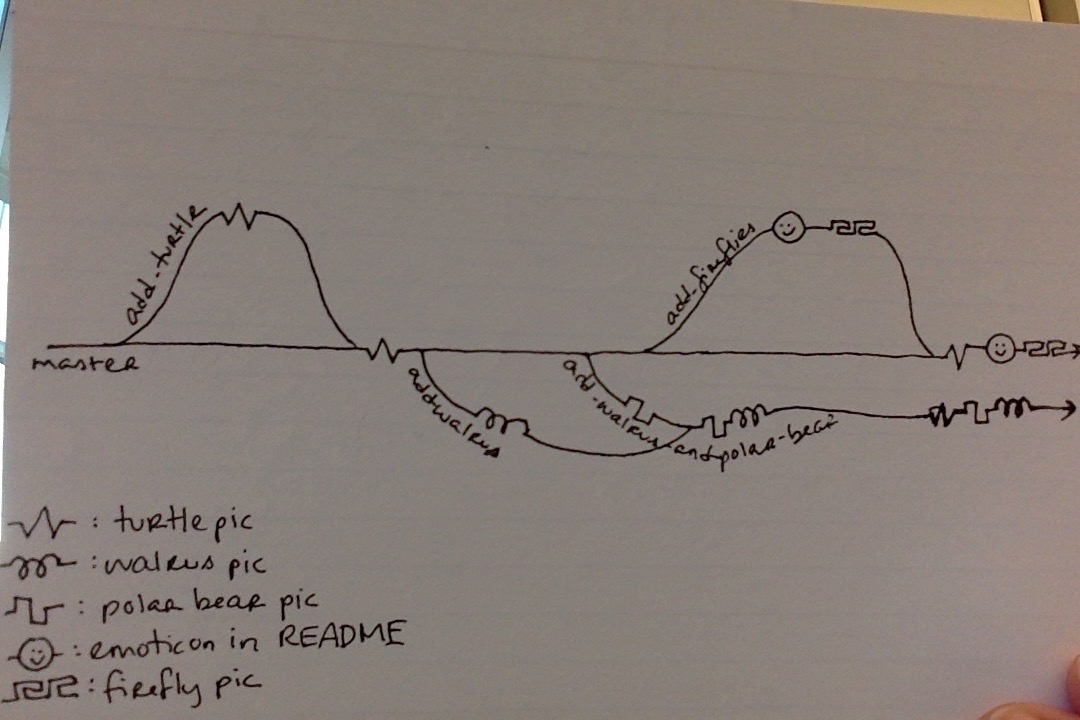 add-turtle
add-fireflies
master
add-walrus
add-walrus-and-polar-bear
: turtle pic
: walrus pic
: polar bear pic
: emoticon in README
: firefly pic